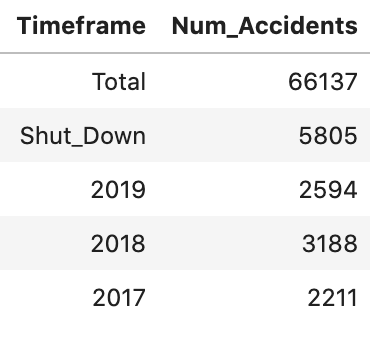 Timeframe Num_Accidents
Total 66137
Shut_Down 5805
2019 2594
2018 3188
2017 2211